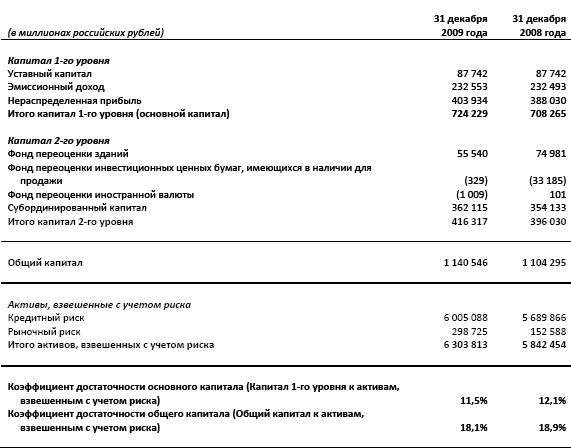 31 декабря 31 декабря
(в миллионах российских рублей) 2009 года 2008 года
Капитал 1-го уровня
Уставный капитал 87 742 87 742
Эмиссионный доход 232 553 232 493
Нераспределенная прибыль 403 934 388 030
Итого капитал 1-го уровня (основной капитал) 724 229 708 265
Капитал 2-го уровня
Фонд переоценки зданий 55 540 74 981
Фонд переоценки инвестиционных ценных бумаг, имеющихся в наличии для
продажи (329) (33 185)
Фонд переоценки иностранной валюты (1 009) 101
Субординированный капитал 362 115 354 133
Итого капитал 2-го уровня 416 317 396 030
Общий капитал 1 140 546 1 104 295
Активы, взвешенные с учетом риска
Кредитный риск 6 005 088 5 689 866
Рыночный риск 298 725 152 588
Итого активов, взвешенных с учетом риска 6 303 813 5 842 454
Коэффициент достаточности основного капитала (Капитал 1-го уровня к активам,
взвешенным с учетом риска) 11,5% 12,1%
Коэффициент достаточности общего капитала (Общий капитал к активам,
взвешенным с учетом риска) 18,1% 18,9%